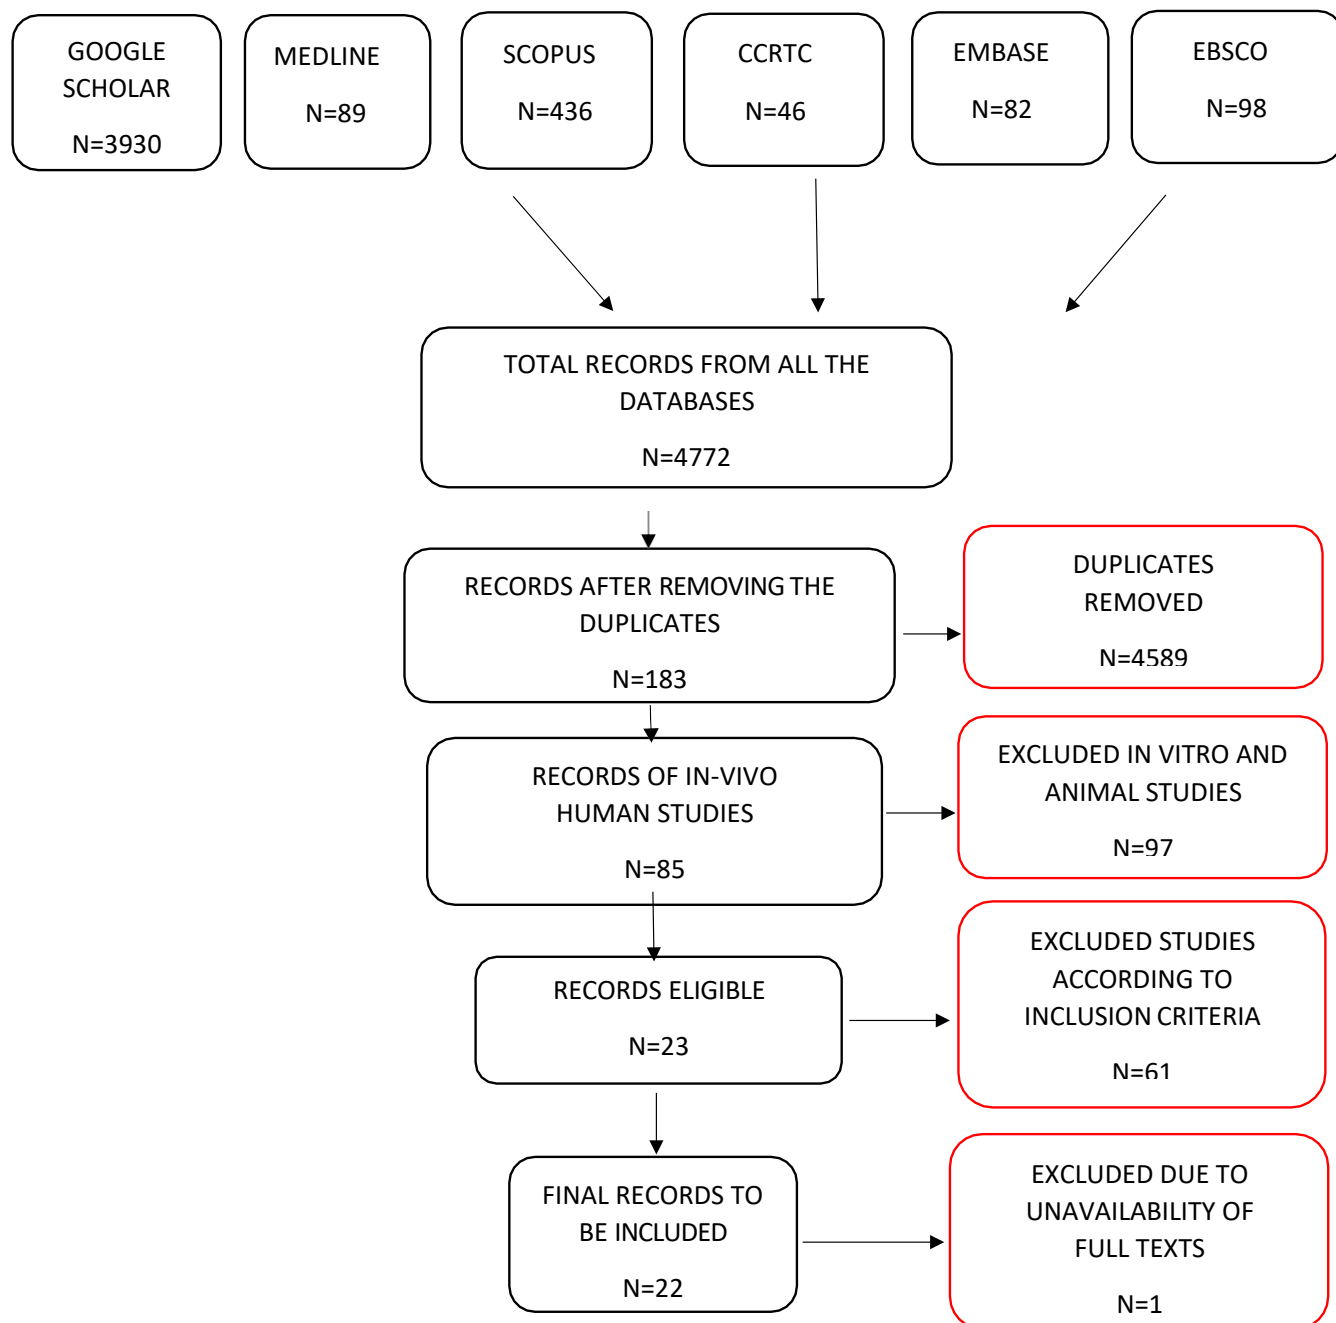 GOOGLE
SCHOLAR
N=3930
MEDLINE
N=89
SCOPUS
N=436
CCRTC
N=46
EMBASE
N=82
EBSCO
N=98
TOTAL RECORDS FROM ALL THE
DATABASES
N=4772
RECORDS AFTER REMOVING THE
DUPLICATES
N=183
DUPLICATES
REMOVED
N=4589
RECORDS OF IN-VIVO
HUMAN STUDIES
N=85
EXCLUDED IN VITRO AND
ANIMAL STUDIES
N=97
RECORDS ELIGIBLE
N=23
EXCLUDED STUDIES
ACCORDING TO
INCLUSION CRITERIA
N=61
FINAL RECORDS TO
BE INCLUDED
N=22
EXCLUDED DUE TO
UNAVAILABILITY OF
FULL TEXTS
N=1